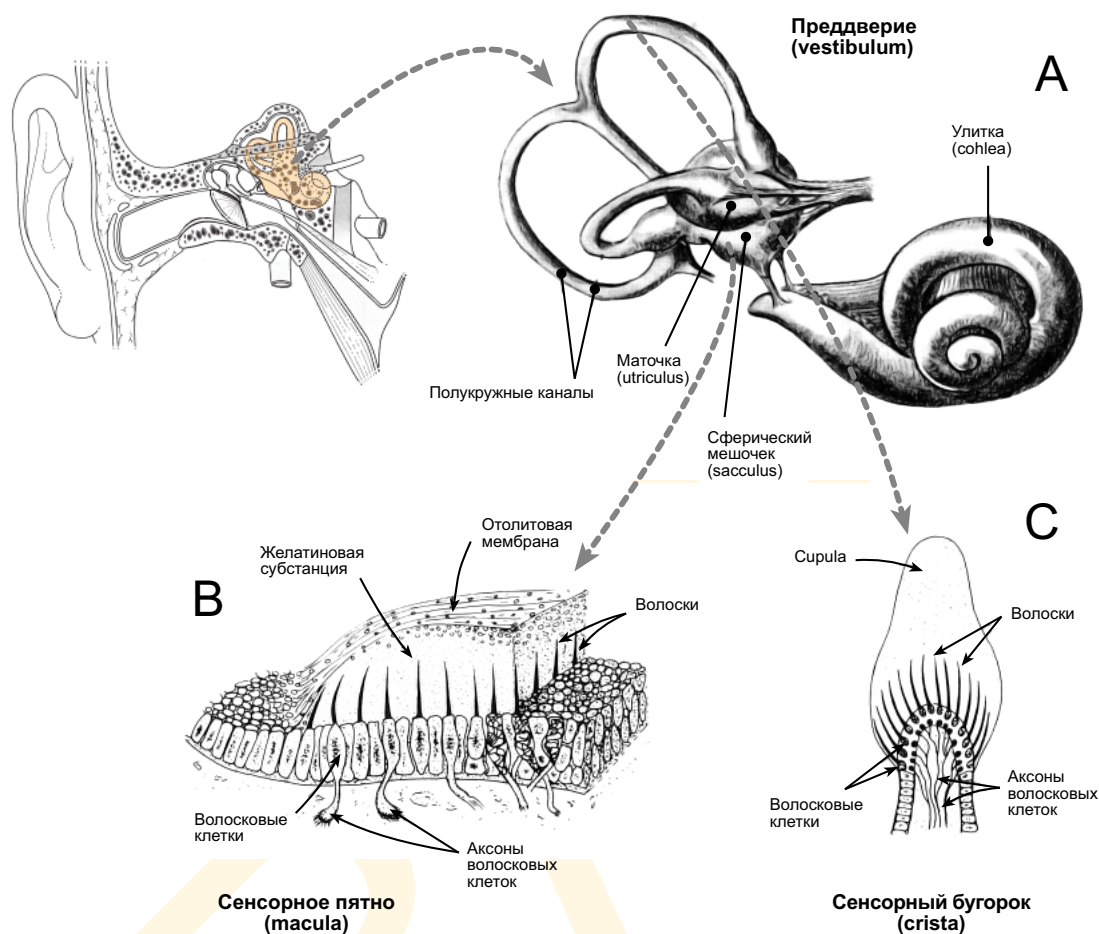 Преддверие
(vestibulum)
A
Улитка
(cohlea)
Маточка
(utriculus)
Полукружные каналы
Сферический
мешочек
(sacculus)
C
Отолитовая
мембрана
Желатиновая
субстанция
Cupula
B
Волоски
Волоски
Волосковые
клетки
Аксоны
волосковых
клеток
Волосковые
клетки
Аксоны
волосковых
клеток
Сенсорное пятно
(macula)
Сенсорный бугорок
(crista)